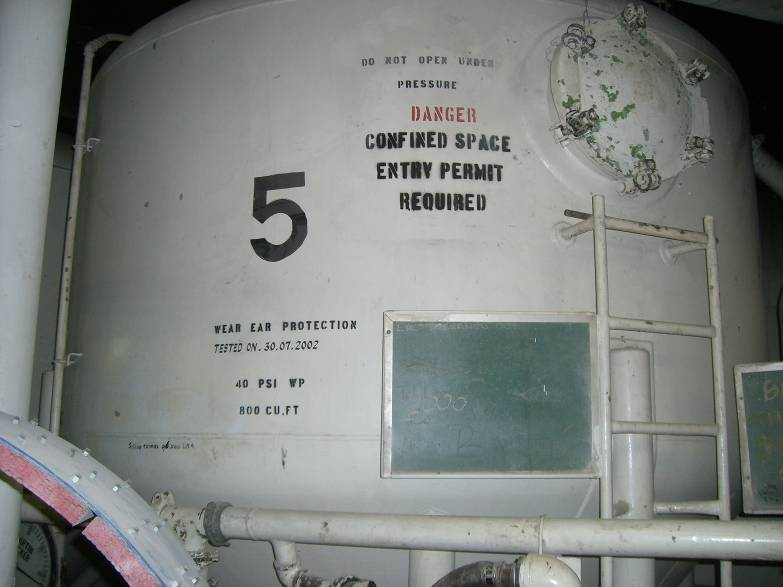 DO NOT OPEN UNDER
PRESSURE
DANGER
CONFINED SPACE
ENTRY PERMIT
REQUIRED
5
WEAR EAR PROTECTION
TESTED ON. 30.07.2002
40 PSI WP
800 CU.FT